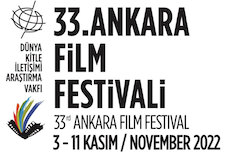 33.ANKARA
FiLM
FESTiVALi
DÜNYA
KİTLE
İLETİŞİMİ
ARAŞTIRMA
VAKFI
33rd ANKARA FILM FESTIVAL
3 - 11 KASIM / NOVEMBER 2022